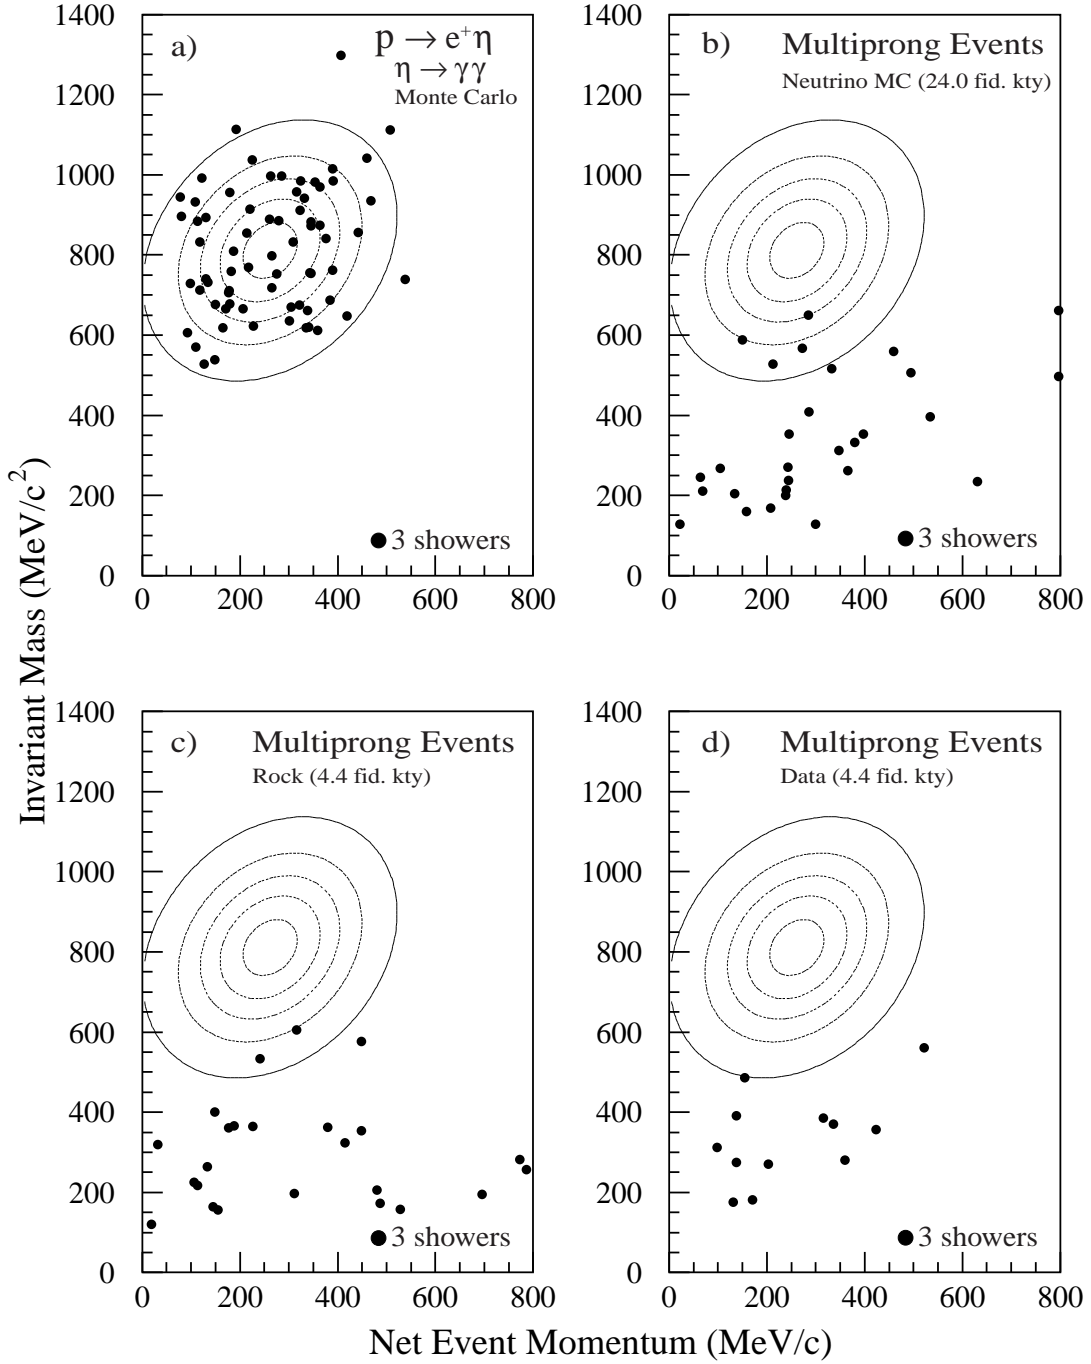 Invariant Mass (MeV/c²)
1400
1200
1000
800
600
400
200
0
a)
p → e⁺η
η → γγ
Monte Carlo
3 showers
0 200 400 600 800
1400
1200
1000
800
600
400
200
0
b)
Multiprong Events
Neutrino MC (24.0 fid. kty)
3 showers
0 200 400 600 800
1400
1200
1000
800
600
400
200
0
c)
Multiprong Events
Rock (4.4 fid. kty)
3 showers
0 200 400 600 800
1400
1200
1000
800
600
400
200
0
d)
Multiprong Events
Data (4.4 fid. kty)
3 showers
0 200 400 600 800
Net Event Momentum (MeV/c)